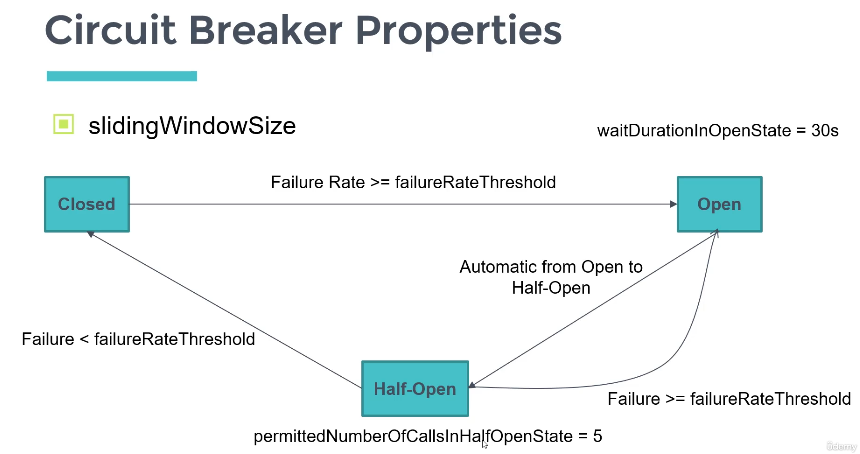 Circuit Breaker Properties
slidingWindowSize
waitDurationInOpenState = 30s
Failure Rate >= failureRateThreshold
Closed
Open
Automatic from Open to
Half-Open
Failure < failureRateThreshold
Half-Open
Failure >= failureRateThreshold
permittedNumberOfCallsInHalfOpenState = 5
ûdemy